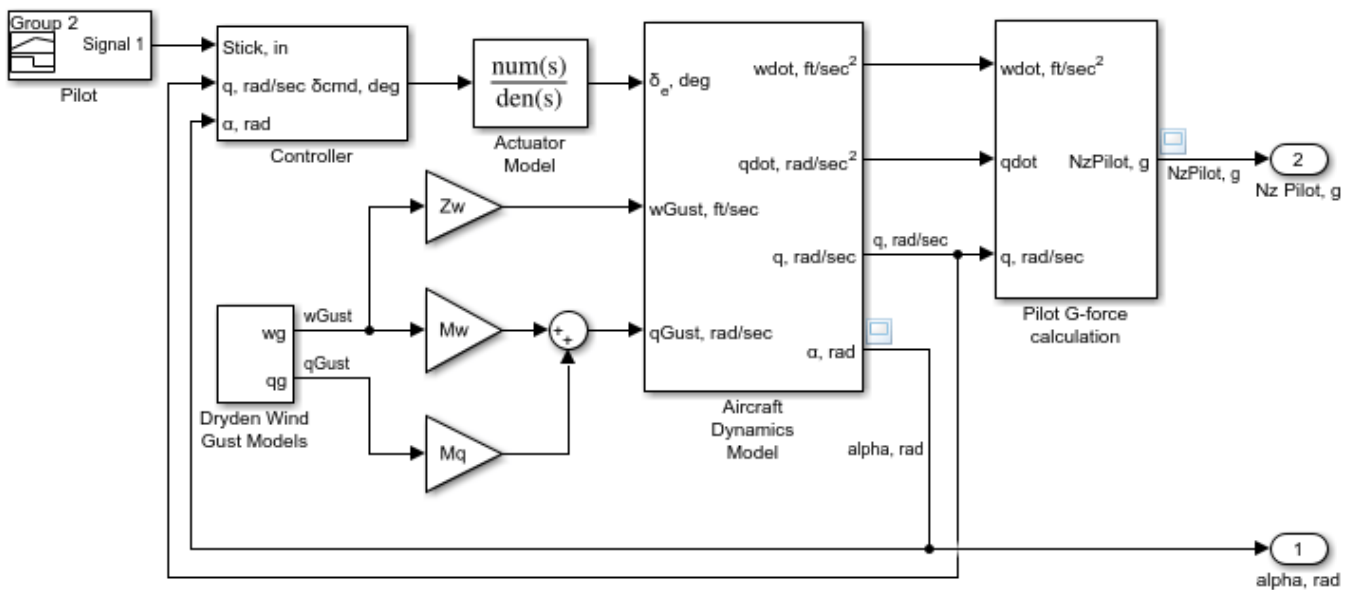 Group 2
Signal 1
Pilot
Stick, in
q, rad/sec δcmd, deg
α, rad
Controller
num(s)
den(s)
Actuator
Model
δe, deg
wdot, ft/sec²
qdot, rad/sec²
wGust, ft/sec
q, rad/sec
qGust, rad/sec
α, rad
Aircraft
Dynamics
Model
q, rad/sec
wdot, ft/sec²
qdot
NzPilot, g
q, rad/sec
Pilot G-force
calculation
NzPilot, g
2
Nz Pilot, g
Zw
Mw
Mq
+
+
wg
qg
wGust
qGust
Dryden Wind
Gust Models
alpha, rad
1
alpha, rad